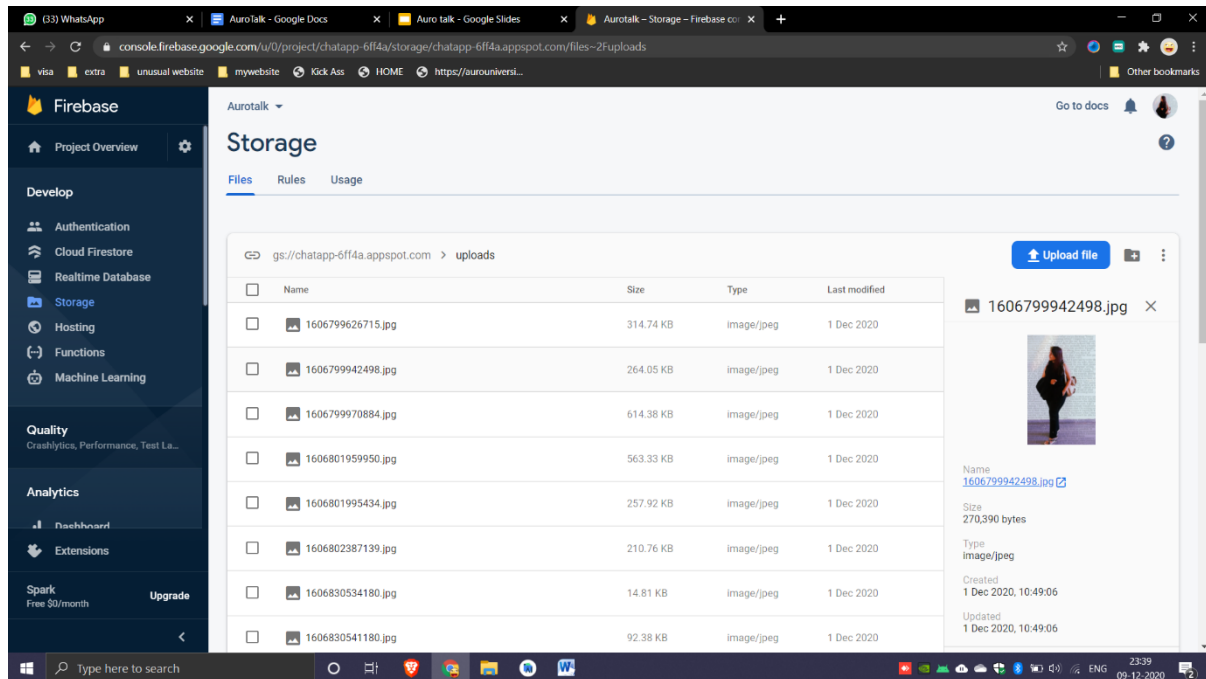 (33) WhatsApp
AuroTalk - Google Docs
Auro talk - Google Slides
Aurotalk – Storage – Firebase con
console.firebase.google.com/u/0/project/chatapp-6ff4a/storage/chatapp-6ff4a.appspot.com/files~2Fuploads
visa extra unusual website mywebsite Kick Ass HOME https://aurouniversi... Other bookmarks
Firebase
Project Overview
Develop
Authentication
Cloud Firestore
Realtime Database
Storage
Hosting
Functions
Machine Learning
Quality
Crashlytics, Performance, Test La...
Analytics
Dashboard
Extensions
Spark
Free $0/month
Upgrade
Aurotalk
Go to docs
Storage
Files Rules Usage
gs://chatapp-6ff4a.appspot.com > uploads
Upload file
Name Size Type Last modified
1606799626715.jpg 314.74 KB image/jpeg 1 Dec 2020
1606799942498.jpg 264.05 KB image/jpeg 1 Dec 2020
1606799970884.jpg 614.38 KB image/jpeg 1 Dec 2020
1606801959950.jpg 563.33 KB image/jpeg 1 Dec 2020
1606801995434.jpg 257.92 KB image/jpeg 1 Dec 2020
1606802387139.jpg 210.76 KB image/jpeg 1 Dec 2020
1606830534180.jpg 14.81 KB image/jpeg 1 Dec 2020
1606830541180.jpg 92.38 KB image/jpeg 1 Dec 2020
1606799942498.jpg
Name
1606799942498.jpg
Size
270,390 bytes
Type
image/jpeg
Created
1 Dec 2020, 10:49:06
Updated
1 Dec 2020, 10:49:06
Type here to search
ENG
23:39
09-12-2020